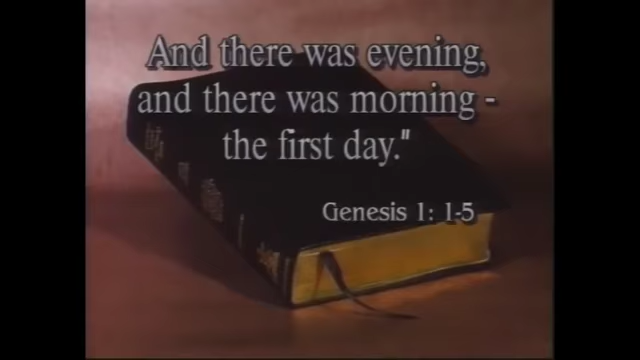 And there was evening,
and there was morning -
the first day."
Genesis 1: 1-5